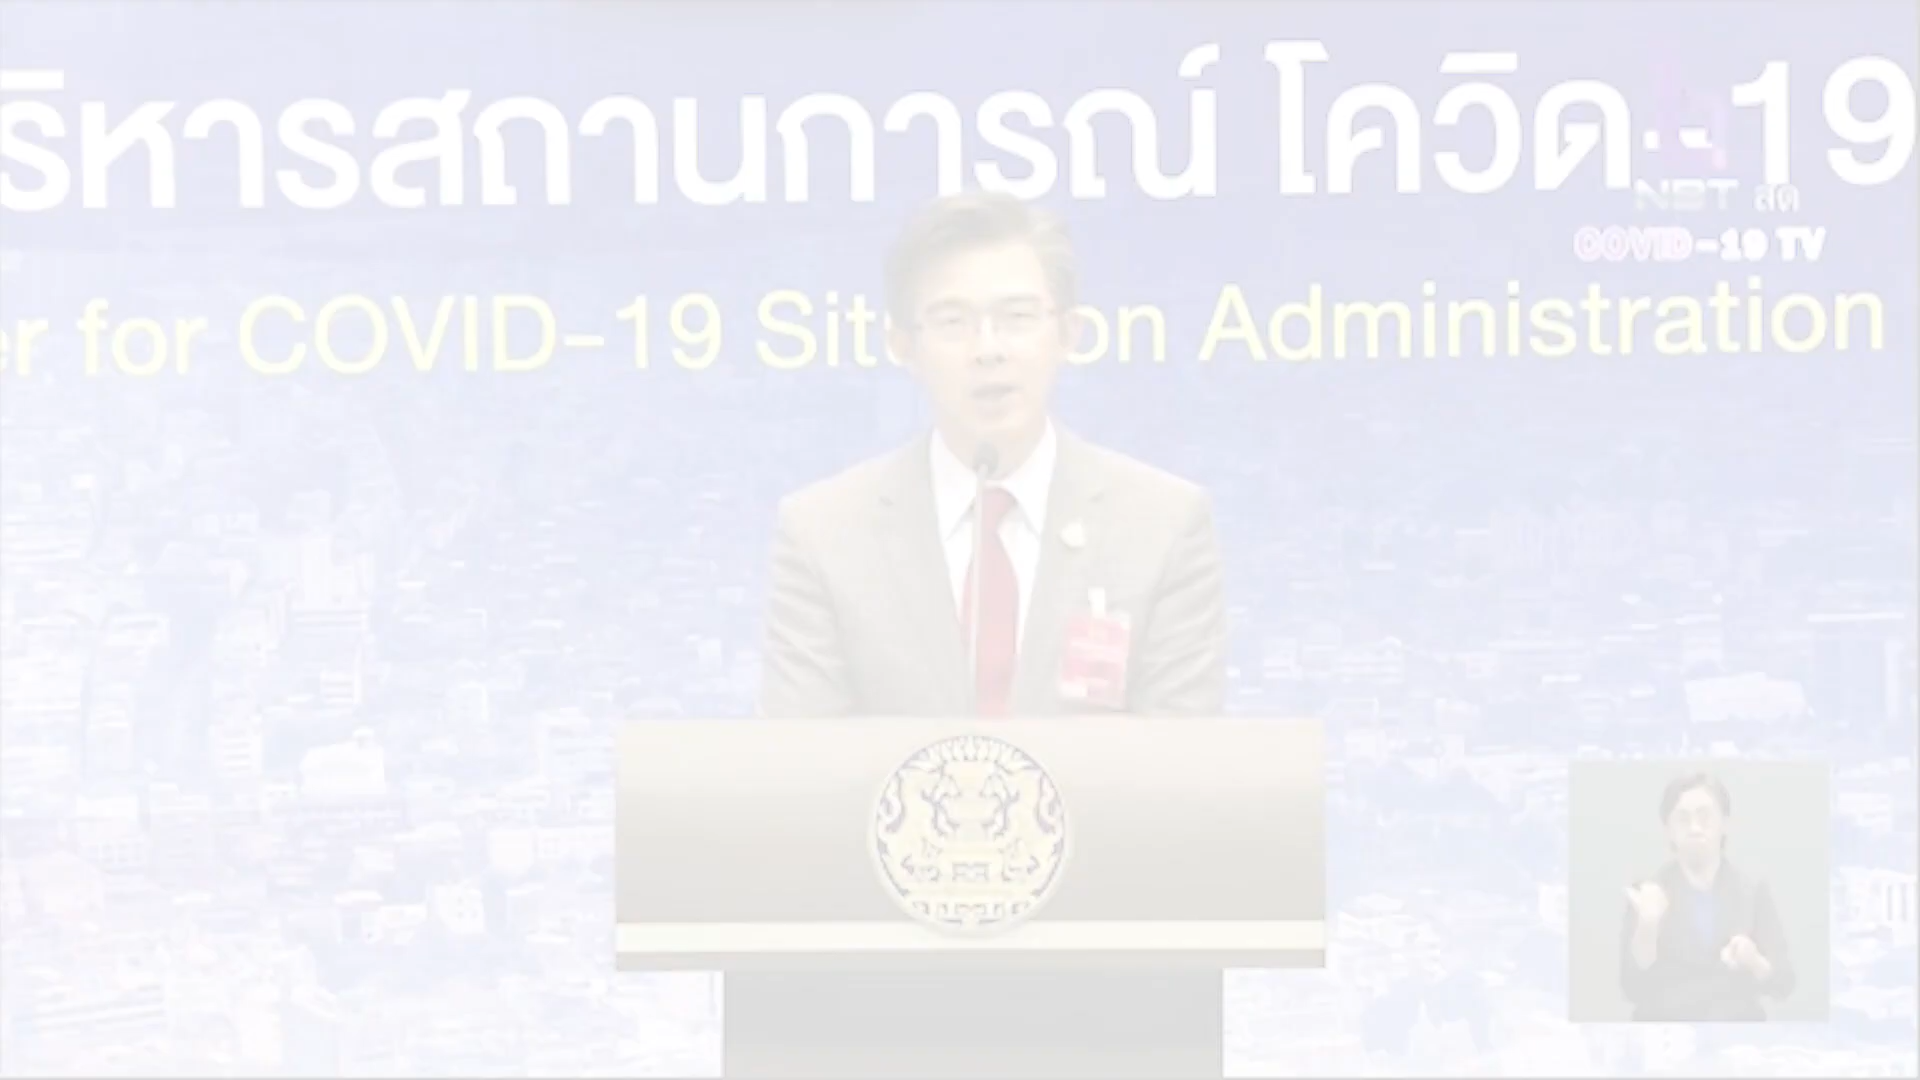 ริหารสถานการณ์ โควิด-19
NBT สด
COVID-19 TV
er for COVID-19 Sit on Administration